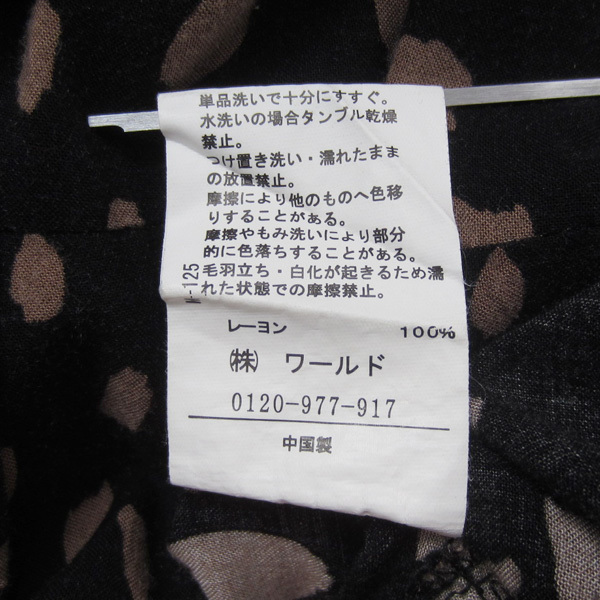 単品洗いで十分にすすぐ。
水洗いの場合タンブル乾燥
禁止。
つけ置き洗い・濡れたまま
の放置禁止。
摩擦により他のものへ色移
りすることがある。
摩擦やもみ洗いにより部分
的に色落ちすることがある。
毛羽立ち・白化が起きるため濡
れた状態での摩擦禁止。
レーヨン 100%
㈱ ワールド
0120-977-917
中国製